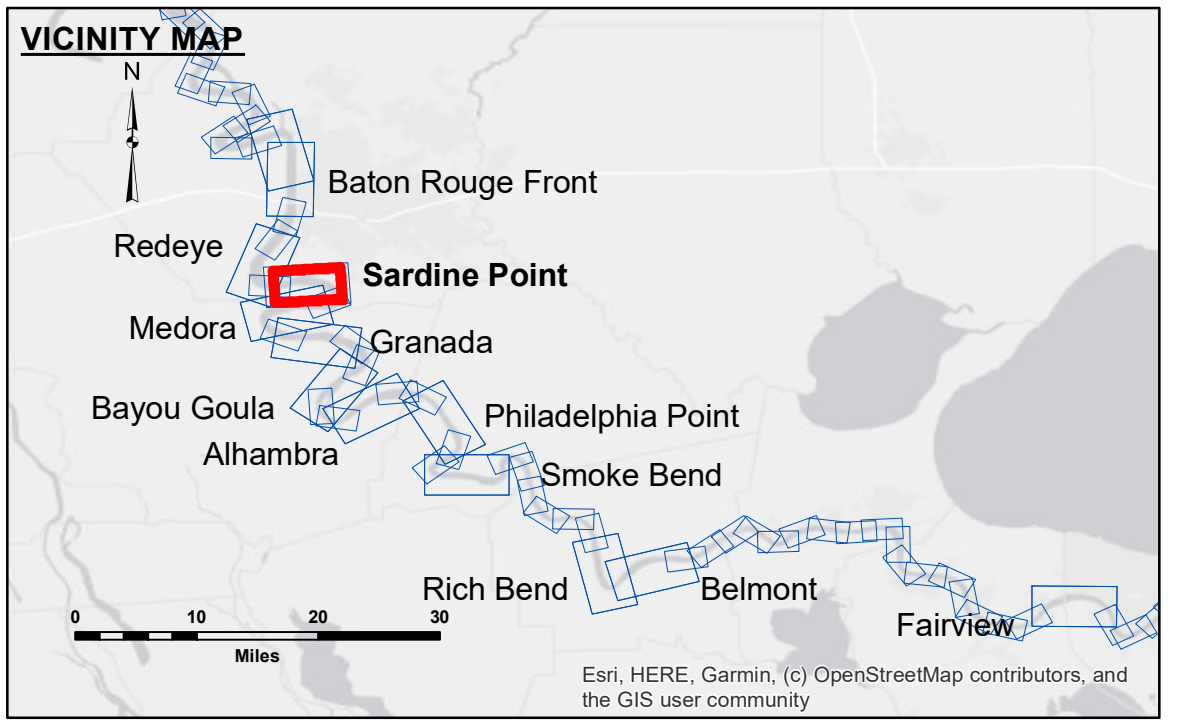 VICINITY MAP
N
Baton Rouge Front
Redeye
Sardine Point
Medora
Granada
Bayou Goula
Philadelphia Point
Alhambra
Smoke Bend
Rich Bend
Belmont
0 10 20 30
Fairview
Miles
Esri, HERE, Garmin, (c) OpenStreetMap contributors, and
the GIS user community